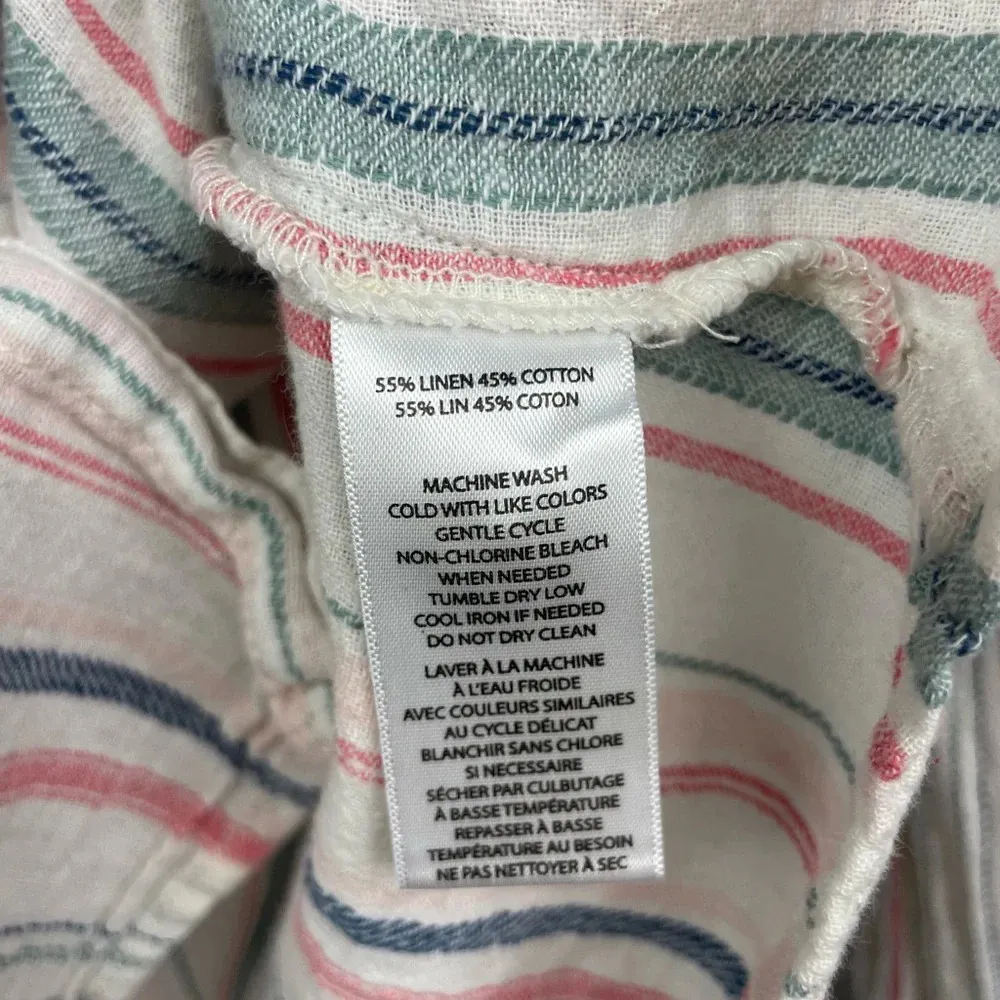 55% LINEN 45% COTTON
55% LIN 45% COTON
MACHINE WASH
COLD WITH LIKE COLORS
GENTLE CYCLE
NON-CHLORINE BLEACH
WHEN NEEDED
TUMBLE DRY LOW
COOL IRON IF NEEDED
DO NOT DRY CLEAN
LAVER À LA MACHINE
À L'EAU FROIDE
AVEC COULEURS SIMILAIRES
AU CYCLE DÉLICAT
BLANCHIR SANS CHLORE
SI NECESSAIRE
SÉCHER PAR CULBUTAGE
À BASSE TEMPÉRATURE
REPASSER À BASSE
TEMPÉRATURE AU BESOIN
NE PAS NETTOYER À SEC